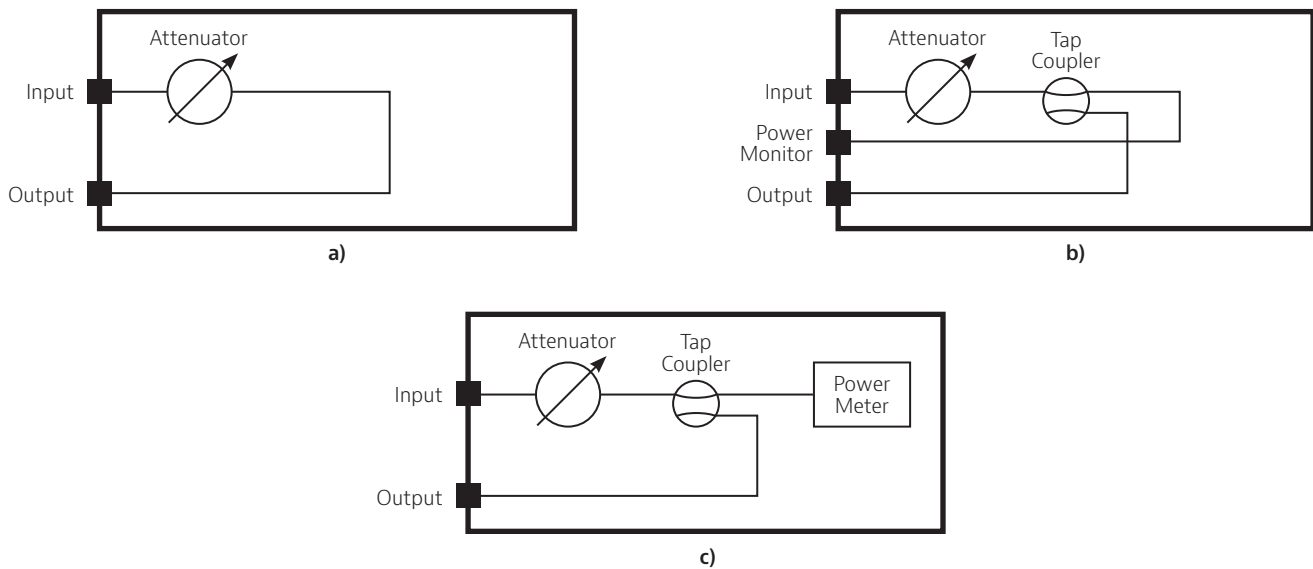 Attenuator
Input
Output
a)
Attenuator
Tap
Coupler
Input
Power
Monitor
Output
b)
Attenuator
Tap
Coupler
Input
Power
Meter
Output
c)